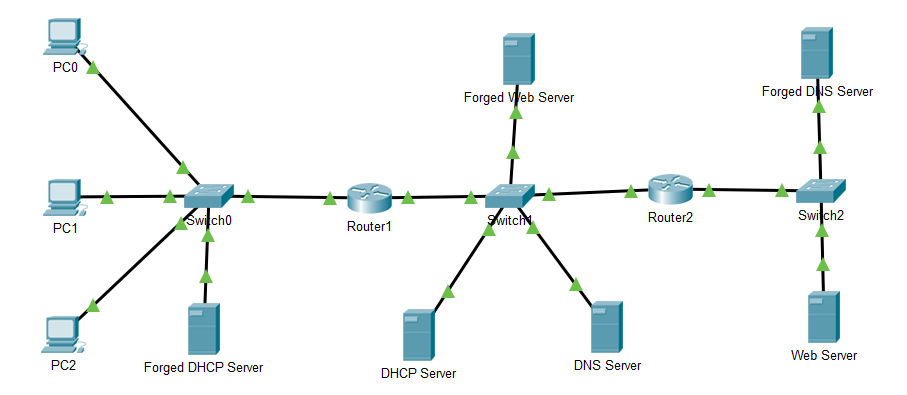 PC0
Forged Web Server
Forged DNS Server
PC1
Switch0
Router1
Switch1
Router2
Switch2
PC2
Forged DHCP Server
DHCP Server
DNS Server
Web Server